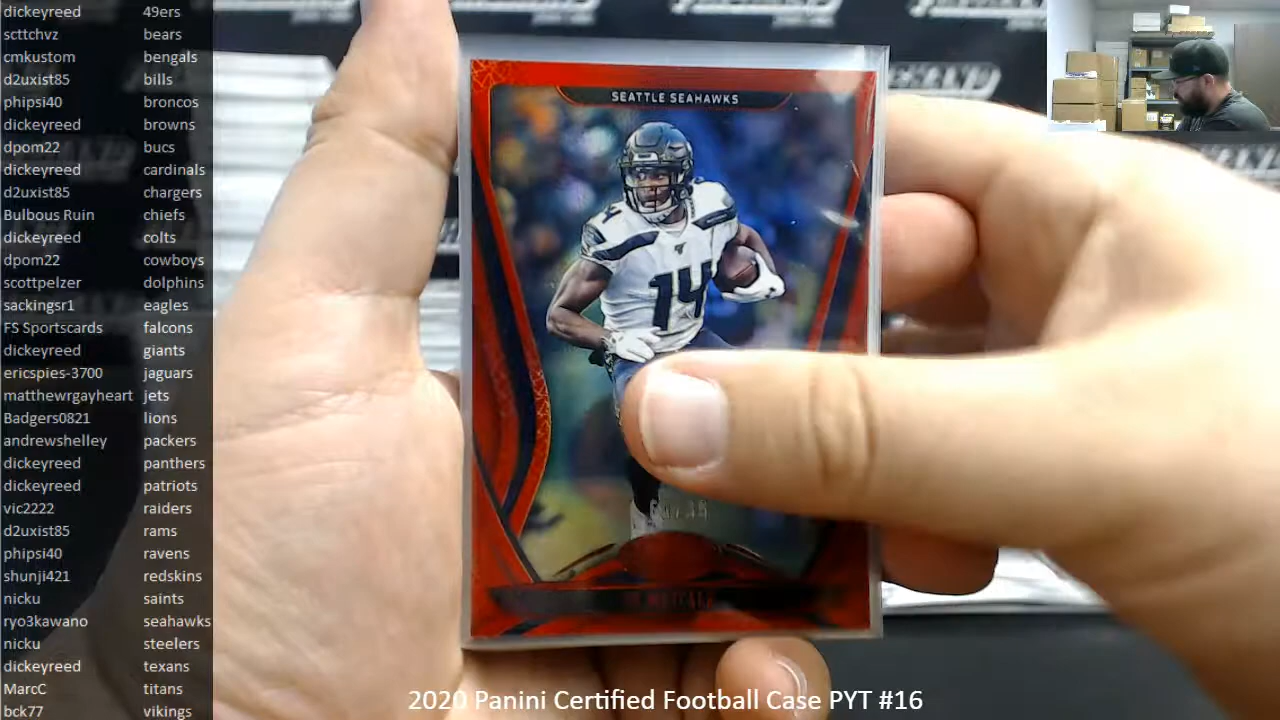 dickeyreed 49ers
scttchvz bears
cmkustom bengals
d2uxist85 bills
phipsi40 broncos
dickeyreed browns
dpom22 bucs
dickeyreed cardinals
d2uxist85 chargers
Bulbous Ruin chiefs
dickeyreed colts
dpom22 cowboys
scottpelzer dolphins
sackingsr1 eagles
FS Sportscards falcons
dickeyreed giants
ericspies-3700 jaguars
matthewrgayheart jets
Badgers0821 lions
andrewshelley packers
dickeyreed panthers
dickeyreed patriots
vic2222 raiders
d2uxist85 rams
phipsi40 ravens
shunji421 redskins
nicku saints
ryo3kawano seahawks
nicku steelers
dickeyreed texans
MarcC titans
bck77 vikings
SEATTLE SEAHAWKS
14
2020 Panini Certified Football Case PYT #16